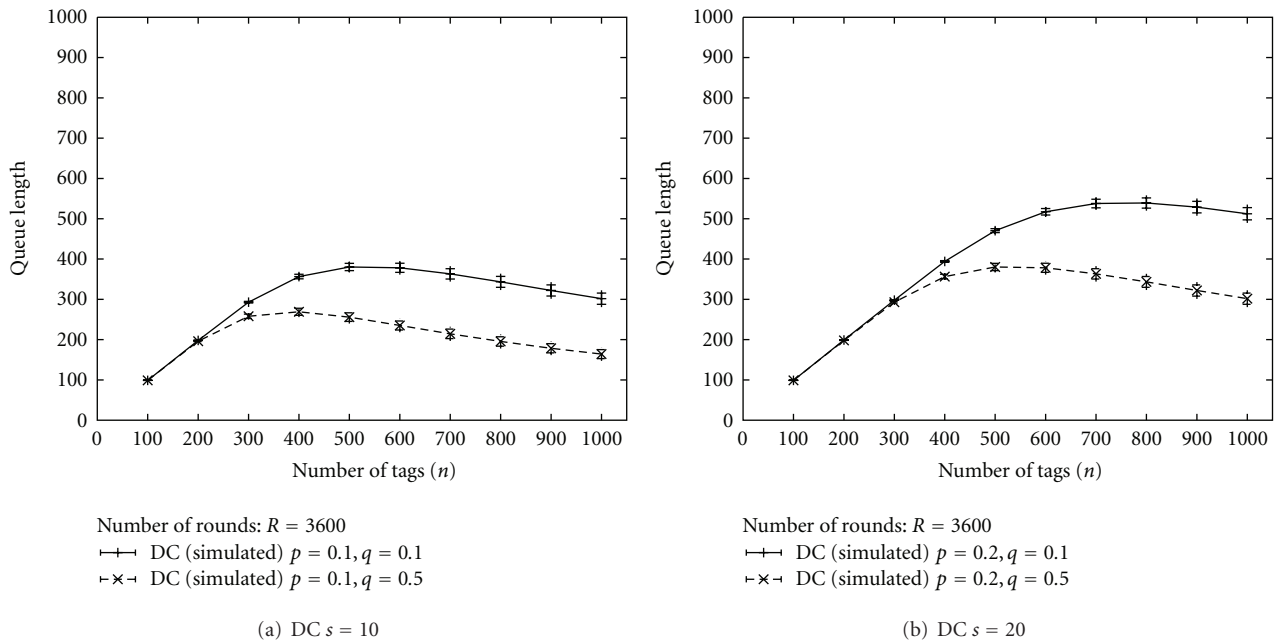 1000
900
800
700
600
500
400
300
200
100
0
Queue length
0 100 200 300 400 500 600 700 800 900 1000
Number of tags (n)
Number of rounds: R = 3600
DC (simulated) p = 0.1, q = 0.1
DC (simulated) p = 0.1, q = 0.5
(a) DC s = 10
1000
900
800
700
600
500
400
300
200
100
0
Queue length
0 100 200 300 400 500 600 700 800 900 1000
Number of tags (n)
Number of rounds: R = 3600
DC (simulated) p = 0.2, q = 0.1
DC (simulated) p = 0.2, q = 0.5
(b) DC s = 20